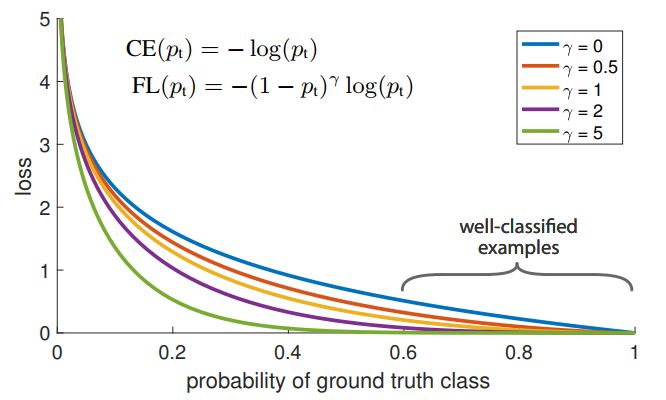 5
CE(pt) = − log(pt)
FL(pt) = −(1 − pt)γ log(pt)
γ = 0
γ = 0.5
γ = 1
γ = 2
γ = 5
4
3
loss
2
well-classified
examples
1
0
0 0.2 0.4 0.6 0.8 1
probability of ground truth class